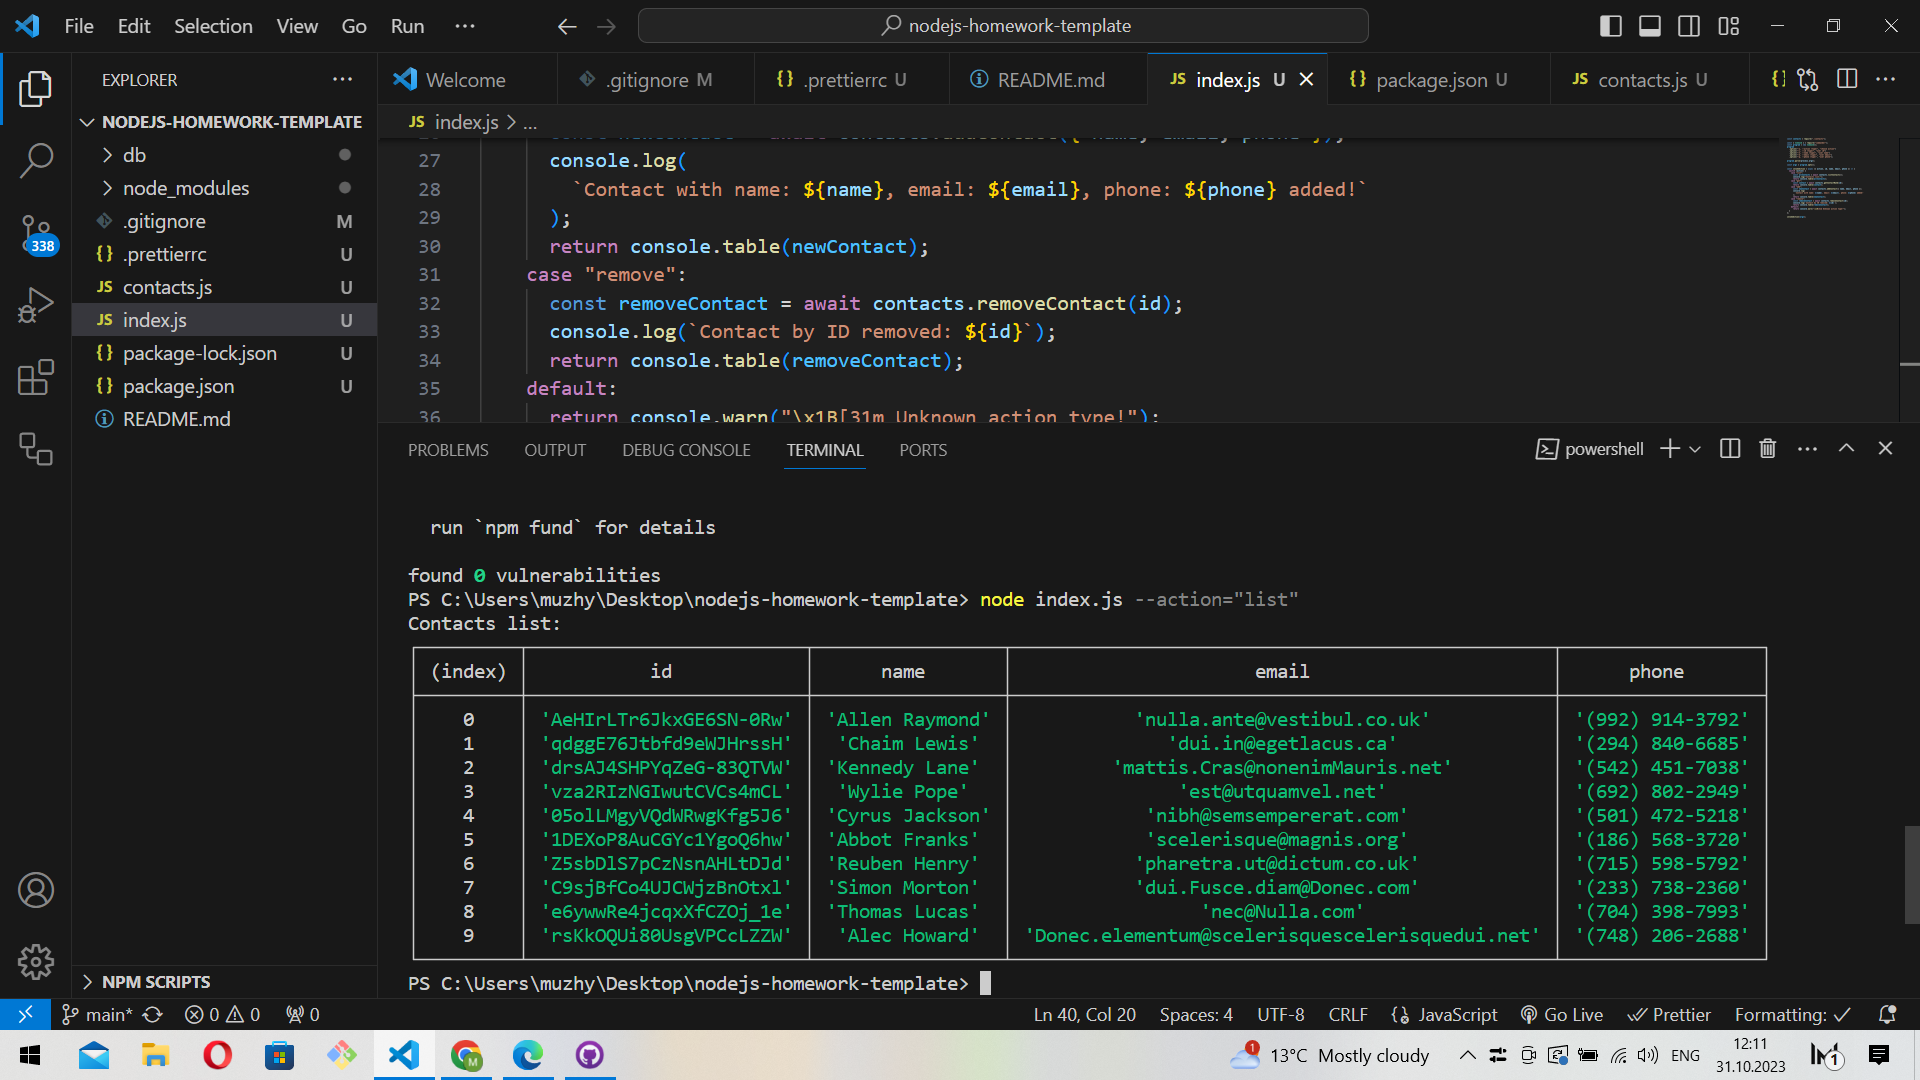 File Edit Selection View Go Run ··· nodejs-homework-template
EXPLORER ···
Welcome .gitignore M {} .prettierrc U README.md JS index.js U {} package.json U JS contacts.js U {}
NODEJS-HOMEWORK-TEMPLATE
JS index.js > ...
db
node_modules
.gitignore M
{} .prettierrc U
JS contacts.js U
JS index.js U
{} package-lock.json U
{} package.json U
README.md
338
27 console.log(
28 `Contact with name: ${name}, email: ${email}, phone: ${phone} added!`
29 );
30 return console.table(newContact);
31 case "remove":
32 const removeContact = await contacts.removeContact(id);
33 console.log(`Contact by ID removed: ${id}`);
34 return console.table(removeContact);
35 default:
36 return console.warn("\x1B[31m Unknown action type!");
PROBLEMS OUTPUT DEBUG CONSOLE TERMINAL PORTS powershell
run `npm fund` for details
found 0 vulnerabilities
PS C:\Users\muzhy\Desktop\nodejs-homework-template> node index.js --action="list"
Contacts list:
(index) id name email phone
0 'AeHIrLTr6JkxGE6SN-0Rw' 'Allen Raymond' 'nulla.ante@vestibul.co.uk' '(992) 914-3792'
1 'qdggE76Jtbfd9eWJHrssH' 'Chaim Lewis' 'dui.in@egetlacus.ca' '(294) 840-6685'
2 'drsAJ4SHPYqZeG-83QTVW' 'Kennedy Lane' 'mattis.Cras@nonenimMauris.net' '(542) 451-7038'
3 'vza2RIzNGIwutCVCs4mCL' 'Wylie Pope' 'est@utquamvel.net' '(692) 802-2949'
4 '05olLMgyVQdWRwgKfg5J6' 'Cyrus Jackson' 'nibh@semsempererat.com' '(501) 472-5218'
5 '1DEXoP8AuCGYc1YgoQ6hw' 'Abbot Franks' 'scelerisque@magnis.org' '(186) 568-3720'
6 'Z5sbDlS7pCzNsnAHLtDJd' 'Reuben Henry' 'pharetra.ut@dictum.co.uk' '(715) 598-5792'
7 'C9sjBfCo4UJCWjzBnOtxl' 'Simon Morton' 'dui.Fusce.diam@Donec.com' '(233) 738-2360'
8 'e6ywwRe4jcqxXfCZOj_1e' 'Thomas Lucas' 'nec@Nulla.com' '(704) 398-7993'
9 'rsKkOQUi80UsgVPCcLZZW' 'Alec Howard' 'Donec.elementum@scelerisquescelerisquedui.net' '(748) 206-2688'
PS C:\Users\muzhy\Desktop\nodejs-homework-template>
NPM SCRIPTS
main* 0 0 0 Ln 40, Col 20 Spaces: 4 UTF-8 CRLF {} JavaScript Go Live Prettier Formatting:
1 13°C Mostly cloudy ENG 12:11 1
31.10.2023